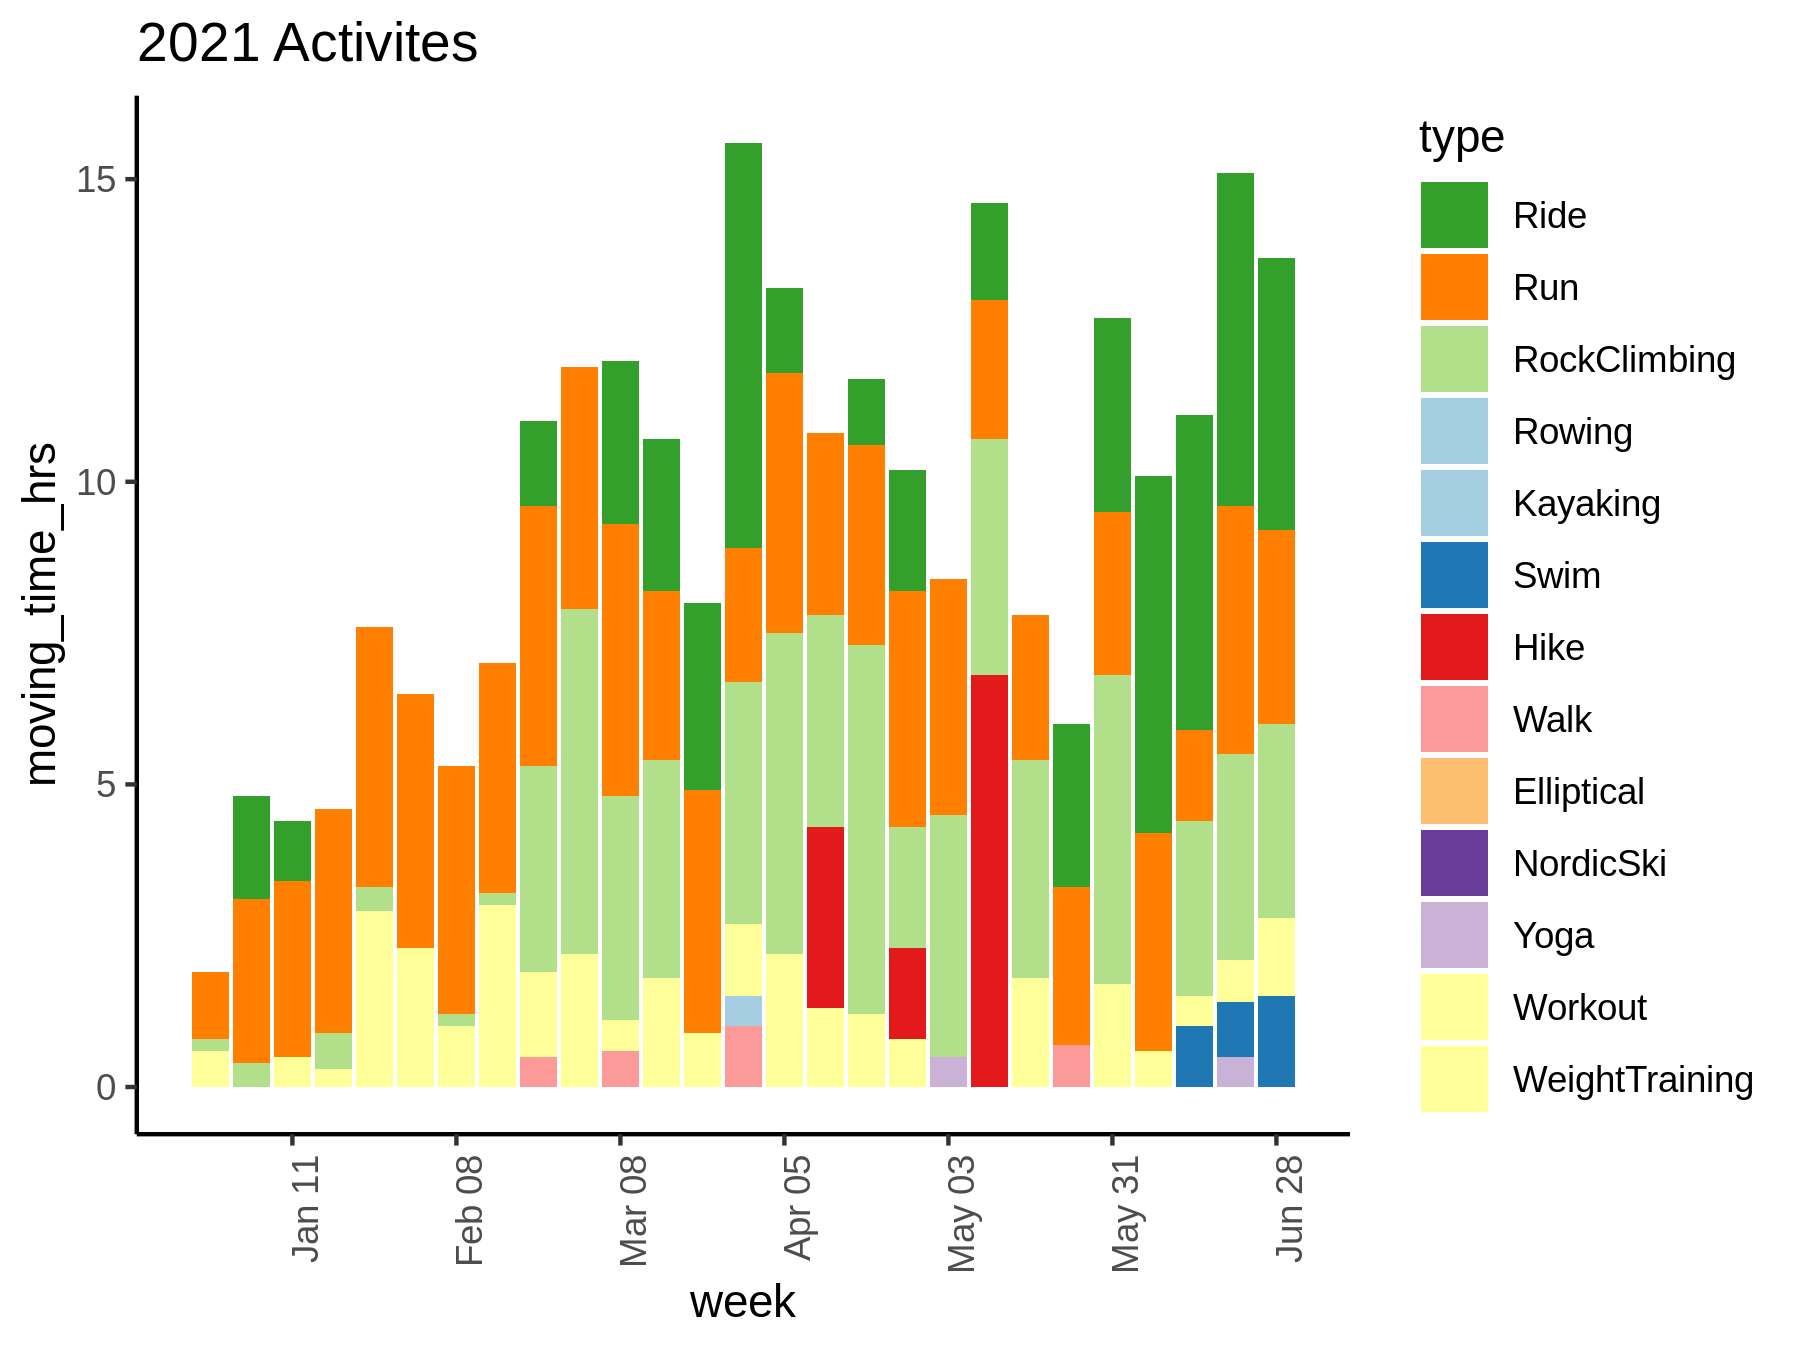 2021 Activites
moving_time_hrs
15
10
5
0
Jan 11
Feb 08
Mar 08
Apr 05
May 03
May 31
Jun 28
week
type
Ride
Run
RockClimbing
Rowing
Kayaking
Swim
Hike
Walk
Elliptical
NordicSki
Yoga
Workout
WeightTraining